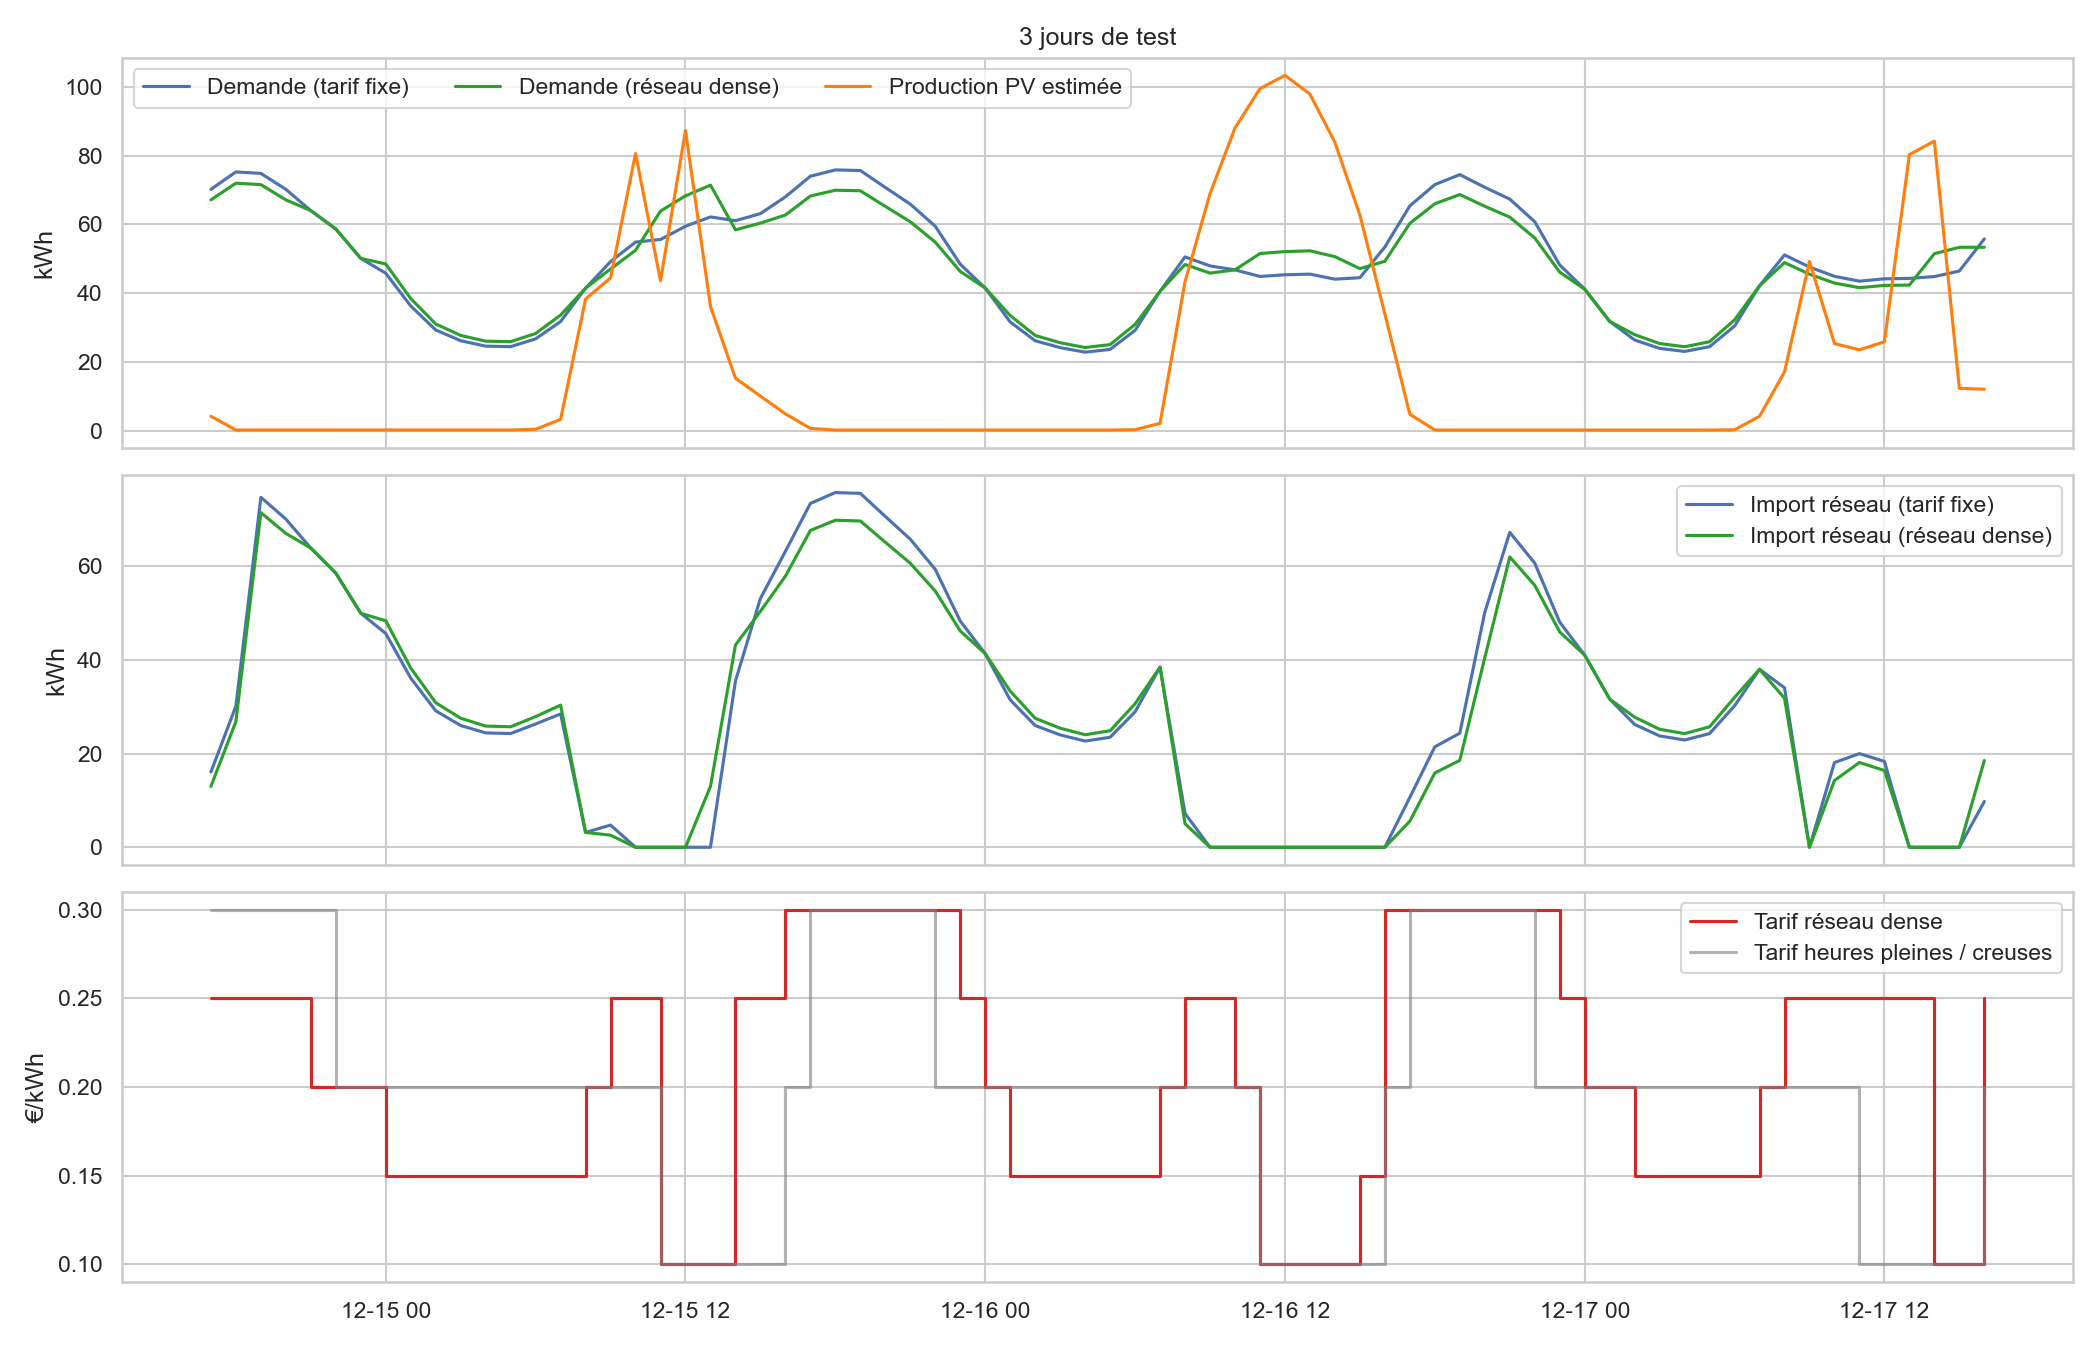 3 jours de test
Demande (tarif fixe)
Demande (réseau dense)
Production PV estimée
100
80
60
40
20
0
kWh
Import réseau (tarif fixe)
Import réseau (réseau dense)
60
40
20
0
kWh
Tarif réseau dense
Tarif heures pleines / creuses
0.30
0.25
0.20
0.15
0.10
€/kWh
12-15 00
12-15 12
12-16 00
12-16 12
12-17 00
12-17 12